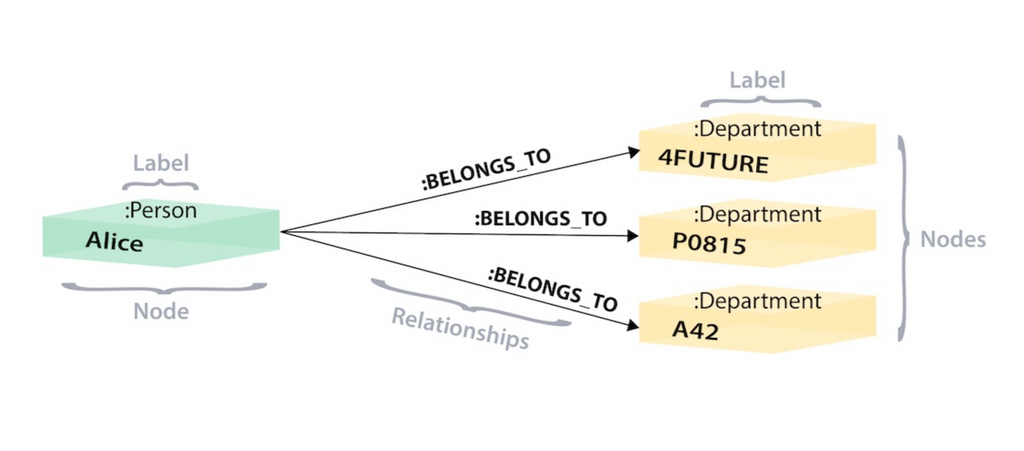 Label
:Person
Alice
Node
:BELONGS_TO
:BELONGS_TO
:BELONGS_TO
Relationships
Label
:Department
4FUTURE
:Department
P0815
:Department
A42
Nodes